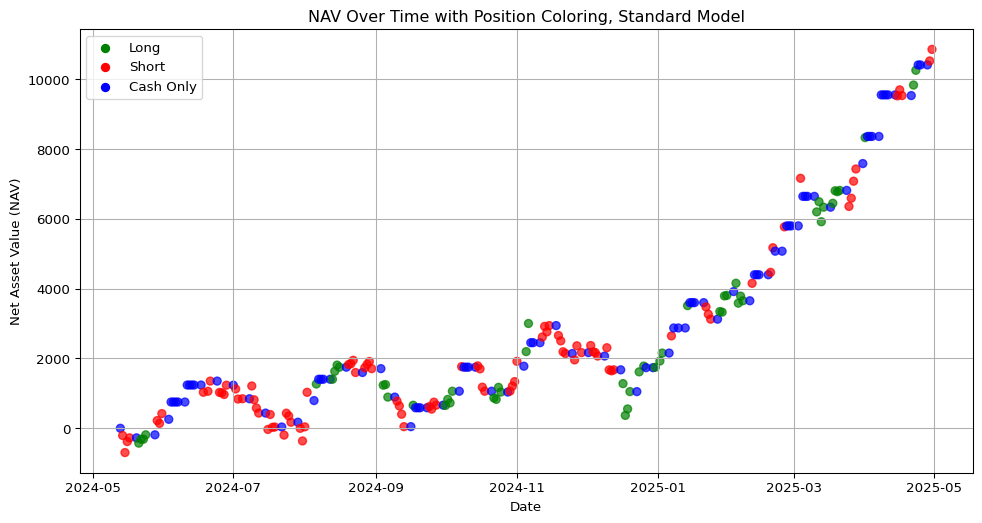 NAV Over Time with Position Coloring, Standard Model
Long
Short
Cash Only
10000
8000
6000
4000
2000
0
Net Asset Value (NAV)
2024-05
2024-07
2024-09
2024-11
2025-01
2025-03
2025-05
Date